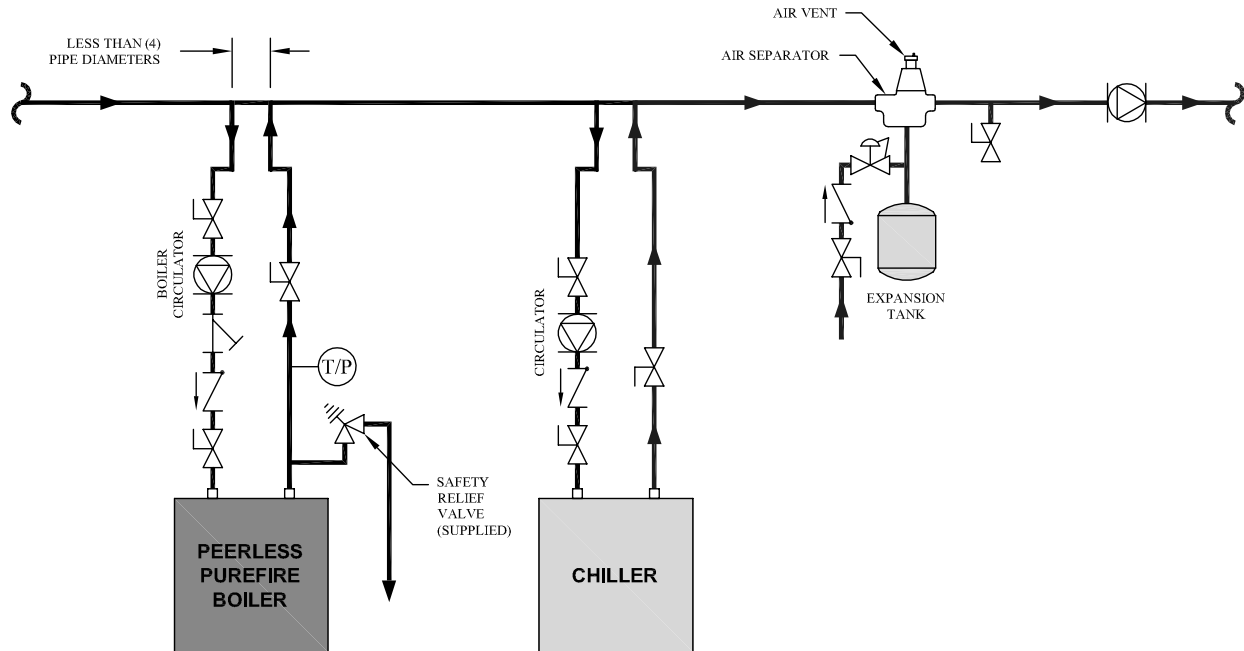 AIR VENT
LESS THAN (4)
PIPE DIAMETERS
AIR SEPARATOR
BOILER
CIRCULATOR
CIRCULATOR
T/P
EXPANSION
TANK
SAFETY
RELIEF
VALVE
(SUPPLIED)
PEERLESS
PUREFIRE
BOILER
CHILLER